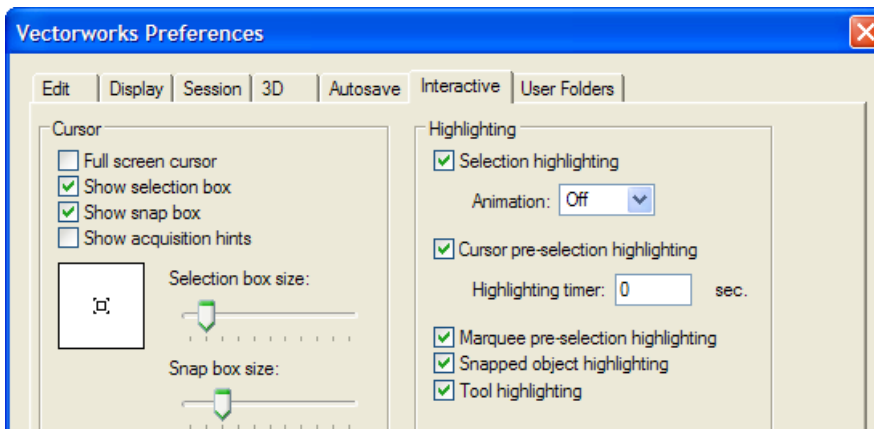 Vectorworks Preferences
Edit Display Session 3D Autosave Interactive User Folders
Cursor
Full screen cursor
Show selection box
Show snap box
Show acquisition hints
Selection box size:
Snap box size:
Highlighting
Selection highlighting
Animation: Off
Cursor pre-selection highlighting
Highlighting timer: 0 sec.
Marquee pre-selection highlighting
Snapped object highlighting
Tool highlighting